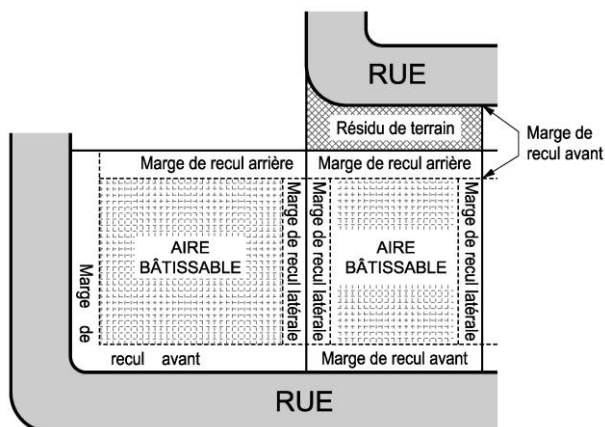 RUE
Résidu de terrain
Marge de
recul avant
Marge de recul arrière
Marge de recul arrière
Marge de
recul avant
AIRE
BÂTISSABLE
Marge de recul latérale
Marge de recul latérale
AIRE
BÂTISSABLE
Marge de recul latérale
Marge de recul avant
RUE